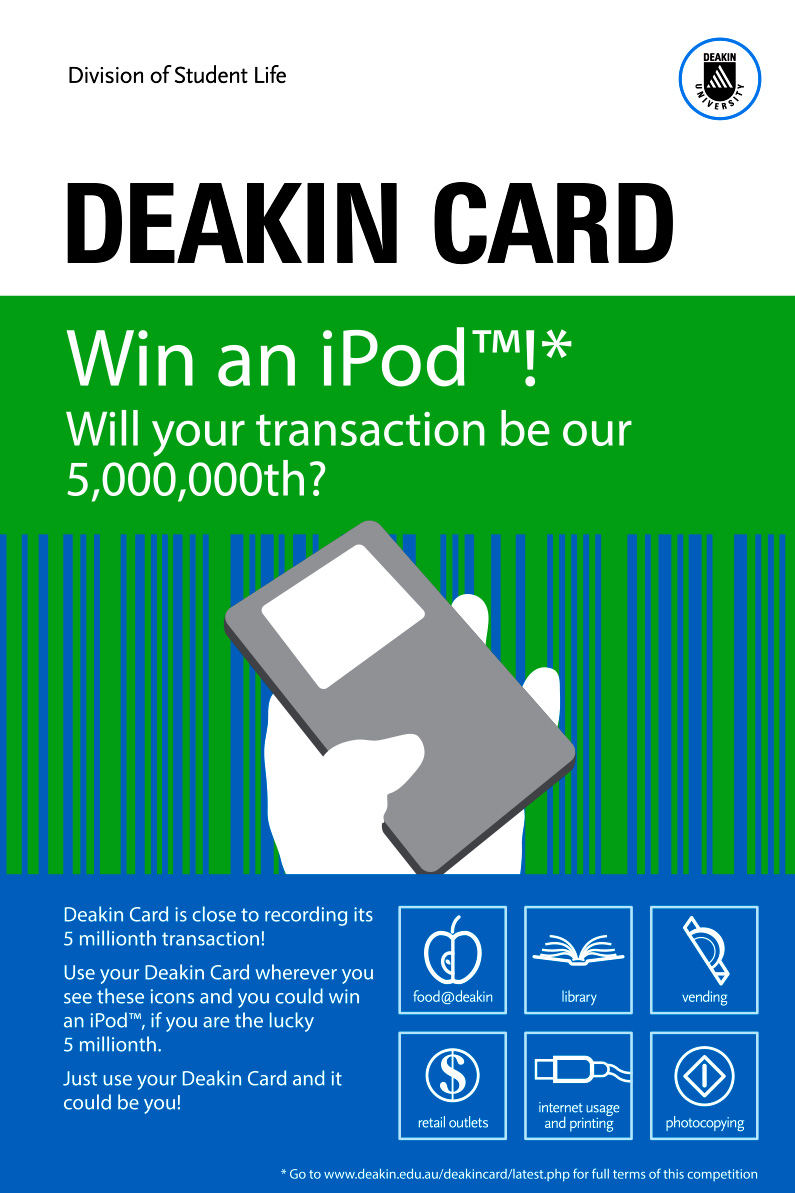 Division of Student Life
DEAKIN
UNIVERSITY
DEAKIN CARD
Win an iPod™!*
Will your transaction be our
5,000,000th?
Deakin Card is close to recording its
5 millionth transaction!
Use your Deakin Card wherever you
see these icons and you could win
an iPod™, if you are the lucky
5 millionth.
Just use your Deakin Card and it
could be you!
food@deakin
library
vending
retail outlets
internet usage
and printing
photocopying
* Go to www.deakin.edu.au/deakincard/latest.php for full terms of this competition